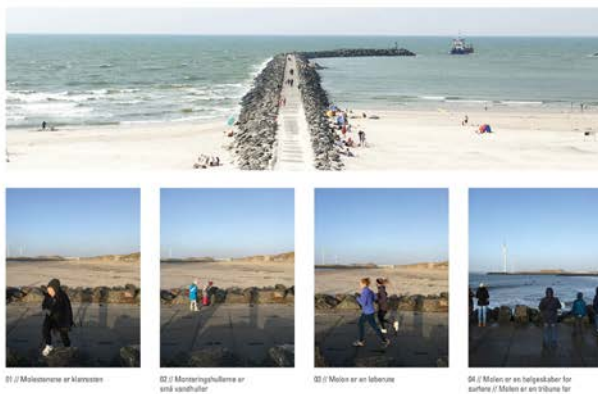 01 // Molestenene er klatresten
02 // Monteringshullerne er
små vandhuller
03 // Molen er en løberute
04 // Molen er en bølgeskaber for
surfere // Molen er en tribune for